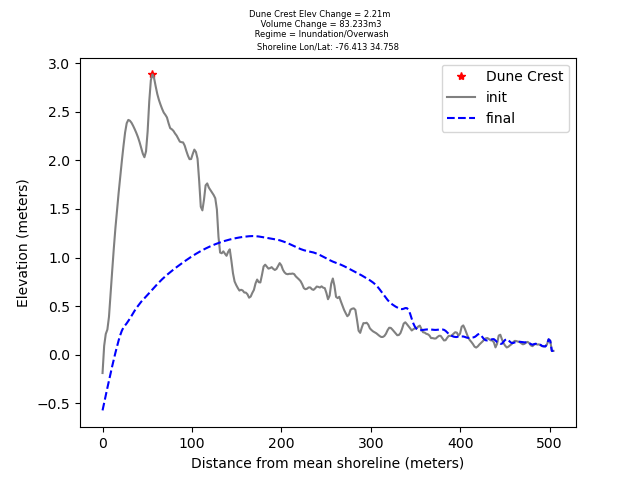 Dune Crest Elev Change = 2.21m
Volume Change = 83.233m3
Regime = Inundation/Overwash
Shoreline Lon/Lat: -76.413 34.758
Dune Crest
init
final
3.0
2.5
2.0
1.5
1.0
0.5
0.0
−0.5
Elevation (meters)
0
100
200
300
400
500
Distance from mean shoreline (meters)